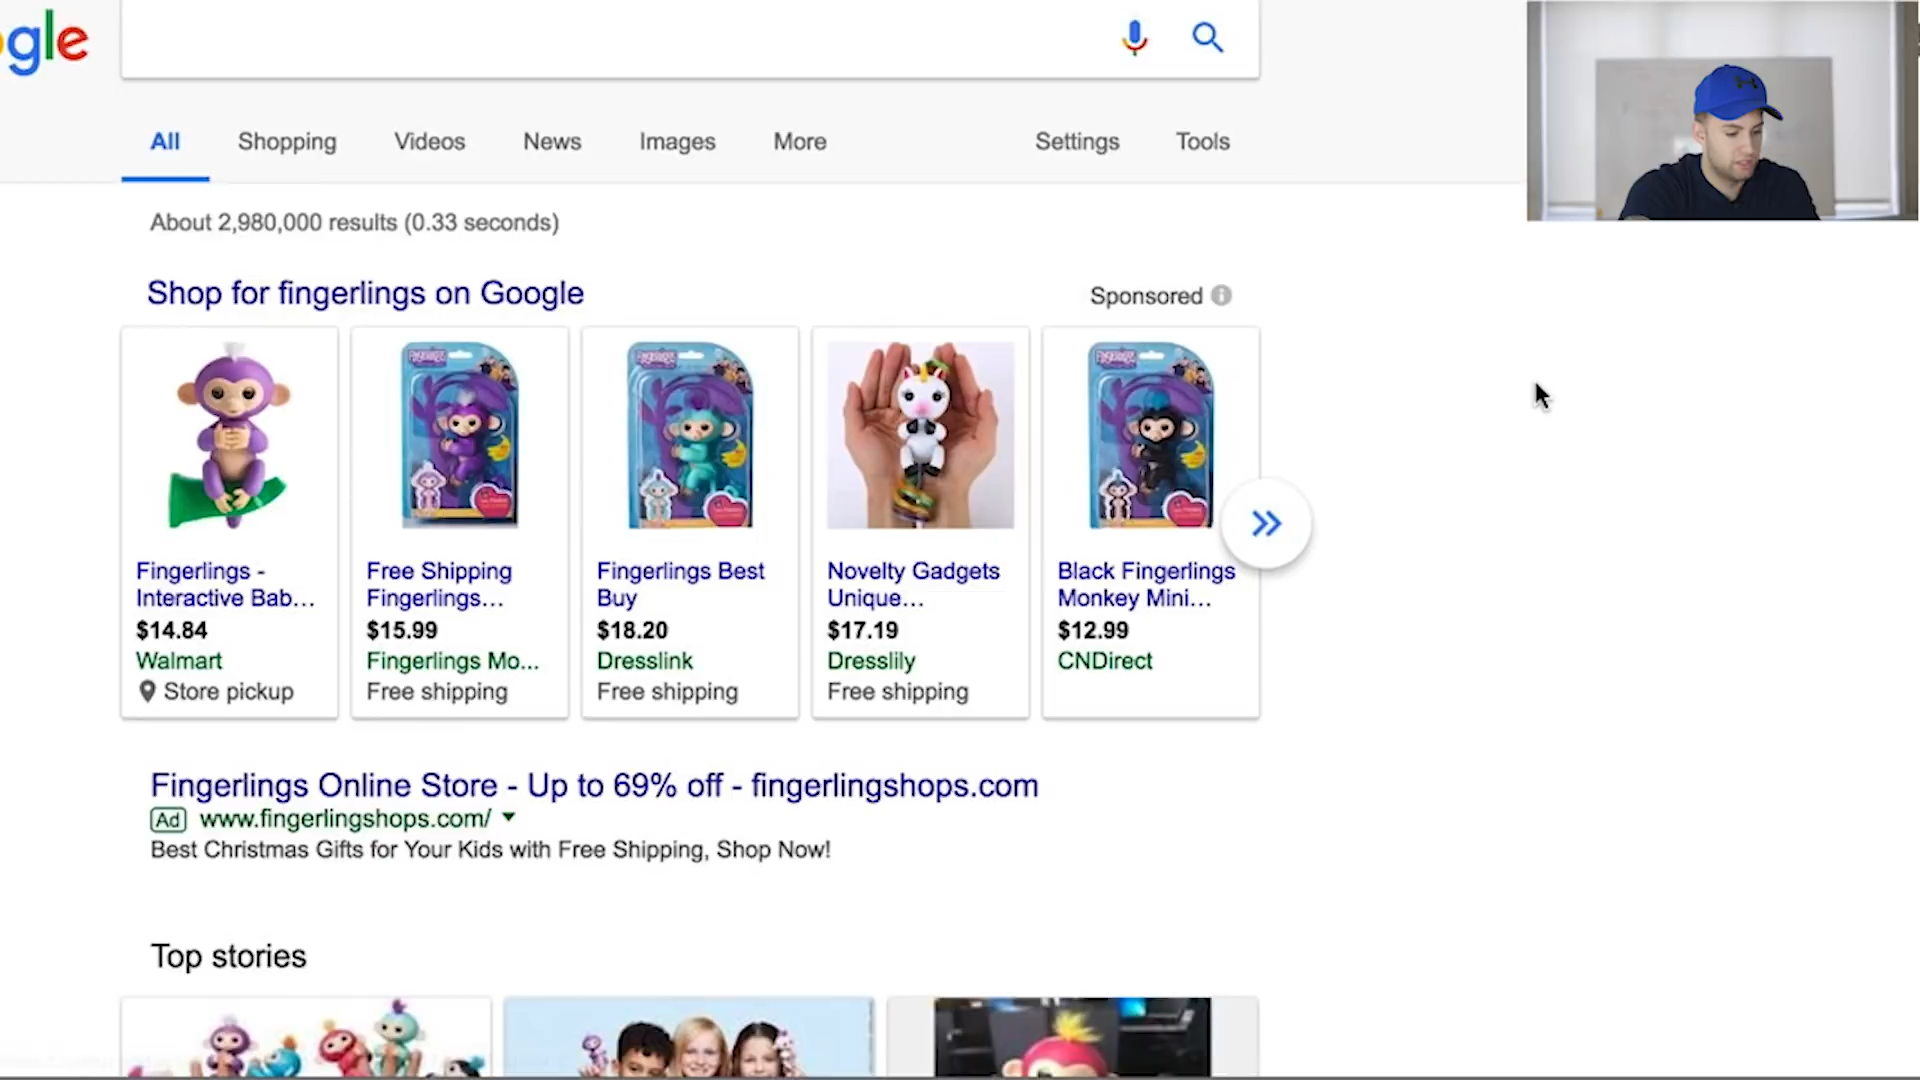 gle
All Shopping Videos News Images More Settings Tools
About 2,980,000 results (0.33 seconds)
Shop for fingerlings on Google
Sponsored
Fingerlings -
Interactive Bab...
$14.84
Walmart
Store pickup
Free Shipping
Fingerlings...
$15.99
Fingerlings Mo...
Free shipping
Fingerlings Best
Buy
$18.20
Dresslink
Free shipping
Novelty Gadgets
Unique...
$17.19
Dresslily
Free shipping
Black Fingerlings
Monkey Mini...
$12.99
CNDirect
Fingerlings Online Store - Up to 69% off - fingerlingshops.com
Ad www.fingerlingshops.com/
Best Christmas Gifts for Your Kids with Free Shipping, Shop Now!
Top stories